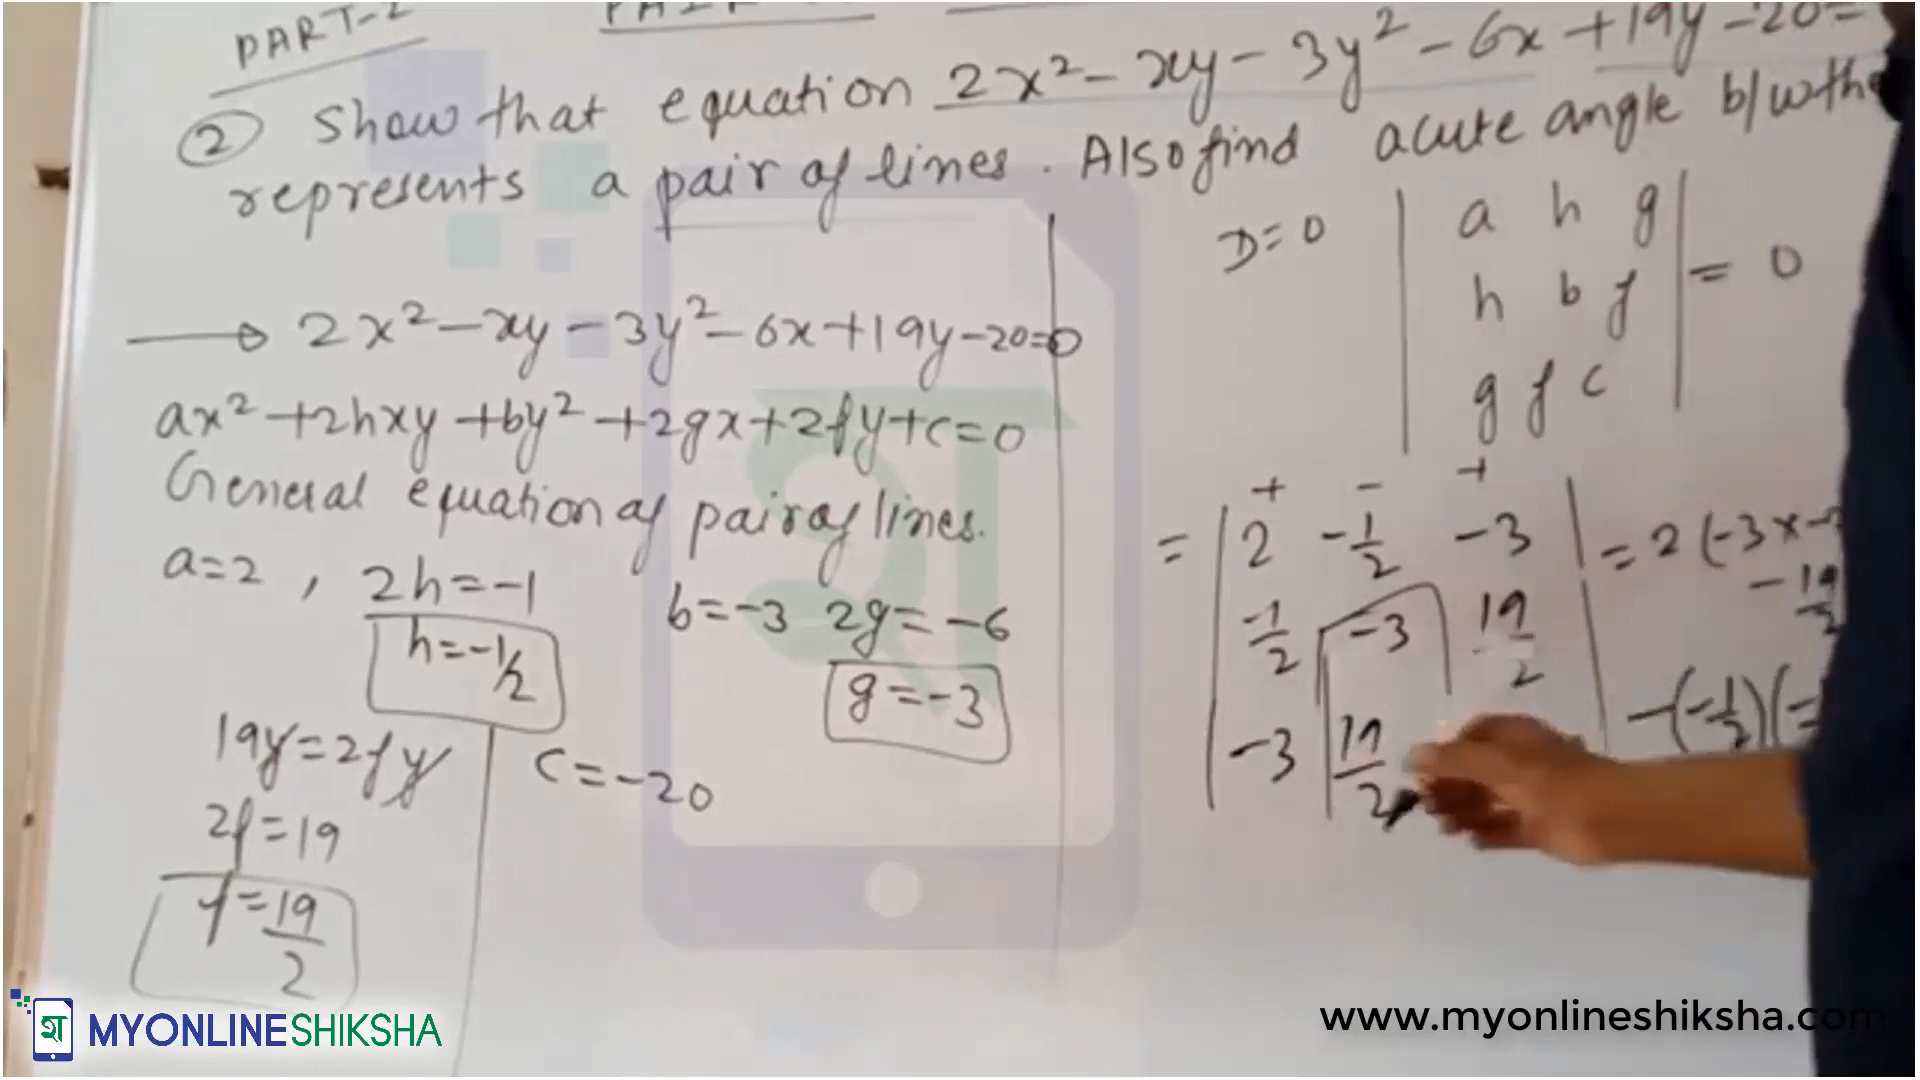 PART-2
② Show that equation 2x² - xy - 3y² - 6x + 19y - 20 =
represents a pair of lines. Also find acute angle b/w the
→ 2x² - xy - 3y² - 6x + 19y - 20 = 0
ax² + 2hxy + by² + 2gx + 2fy + c = 0
General equation of pair of lines.
a = 2 , 2h = -1 b = -3 2g = -6
h = -1/2 g = -3
19y = 2fy c = -20
2f = 19
f = 19/2
D = 0 | a h g |
| h b f | = 0
| g f c |
+ - +
= | 2 -1/2 -3 | = 2 (-3 x -
| -1/2 -3 19/2 | - 19/2
| -3 19/2 - (-1/2) (-
MYONLINESHIKSHA
www.myonlineshiksha.com